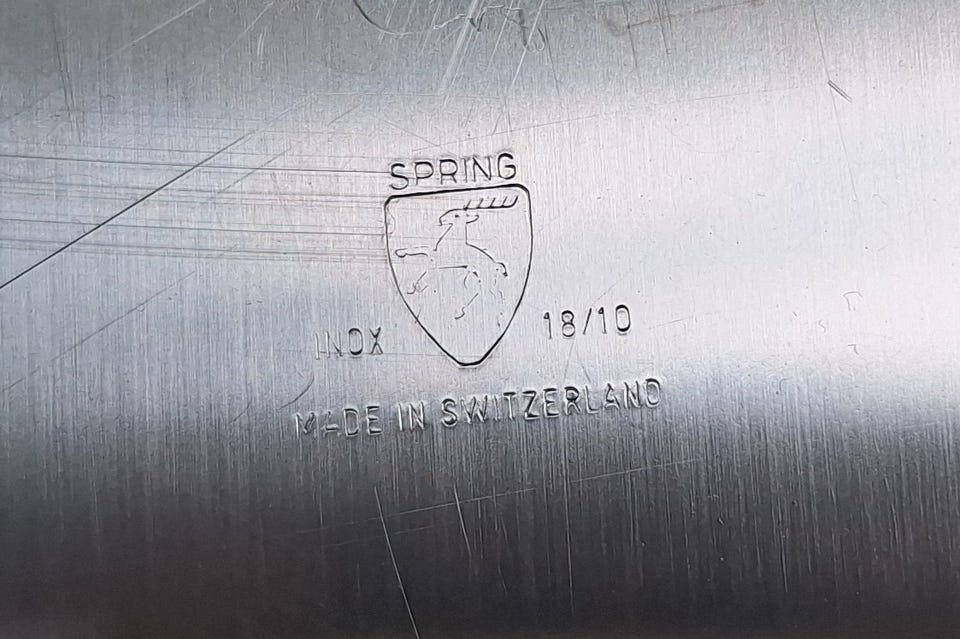 SPRING
INOX 18/10
MADE IN SWITZERLAND